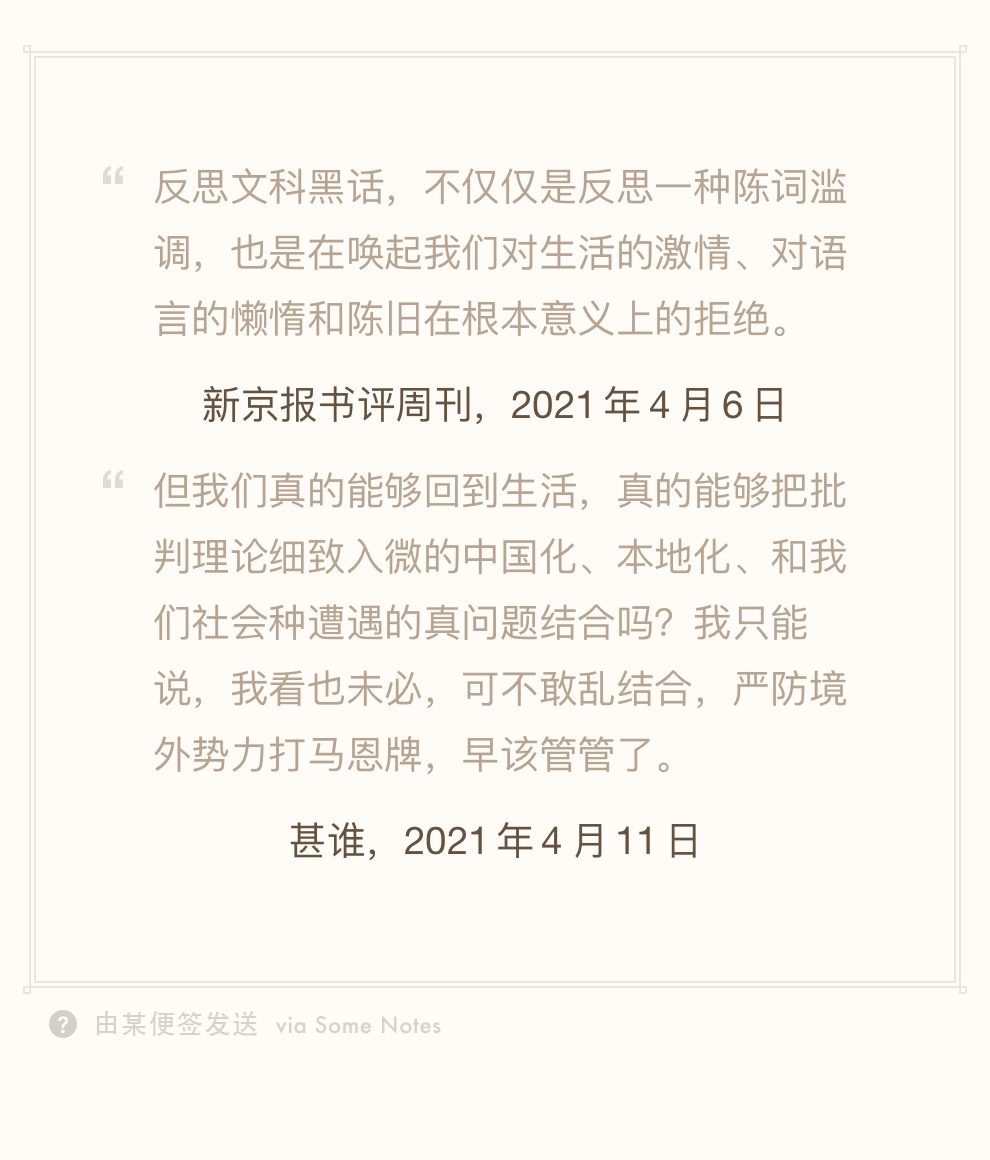 “ 反思文科黑话，不仅仅是反思一种陈词滥
调，也是在唤起我们对生活的激情、对语
言的懒惰和陈旧在根本意义上的拒绝。
新京报书评周刊，2021 年 4 月 6 日
“ 但我们真的能够回到生活，真的能够把批
判理论细致入微的中国化、本地化、和我
们社会种遭遇的真问题结合吗？我只能
说，我看也未必，可不敢乱结合，严防境
外势力打马恩牌，早该管管了。
甚谁，2021 年 4 月 11 日
? 由某便签发送 via Some Notes